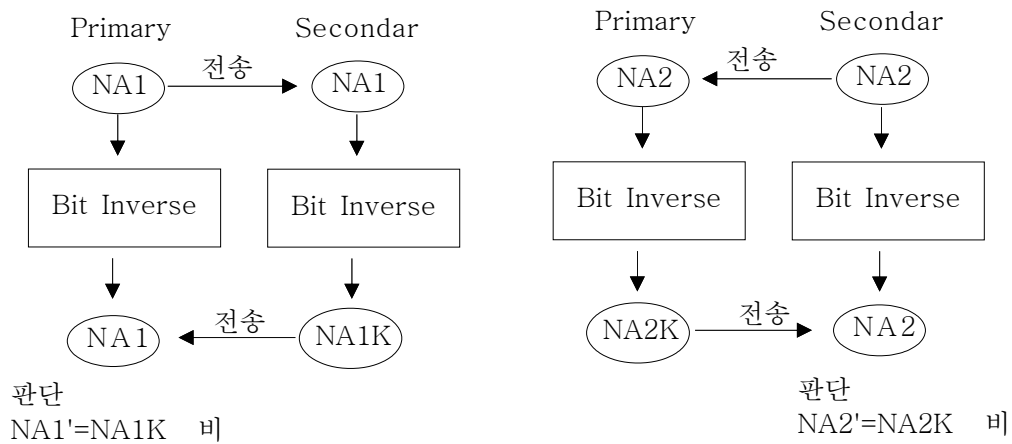 Primary Secondar
NA1 전송 NA1
Bit Inverse Bit Inverse
NA1 전송 NA1K
판단
NA1'=NA1K 비
Primary Secondar
NA2 전송 NA2
Bit Inverse Bit Inverse
NA2K 전송 NA2
판단
NA2'=NA2K 비